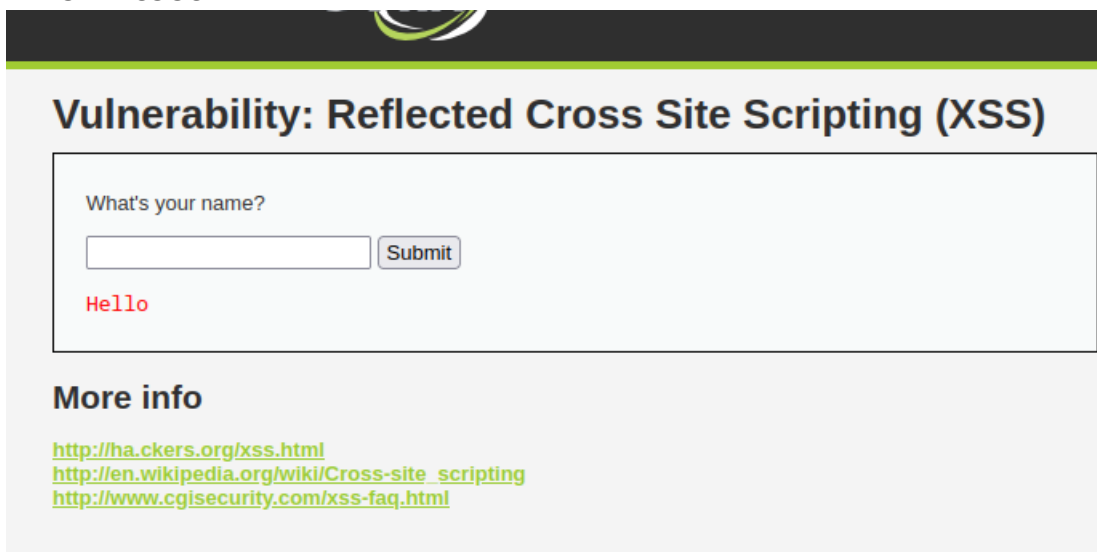 Vulnerability: Reflected Cross Site Scripting (XSS)
What's your name?
Submit
Hello
More info
http://ha.ckers.org/xss.html
http://en.wikipedia.org/wiki/Cross-site_scripting
http://www.cgisecurity.com/xss-faq.html